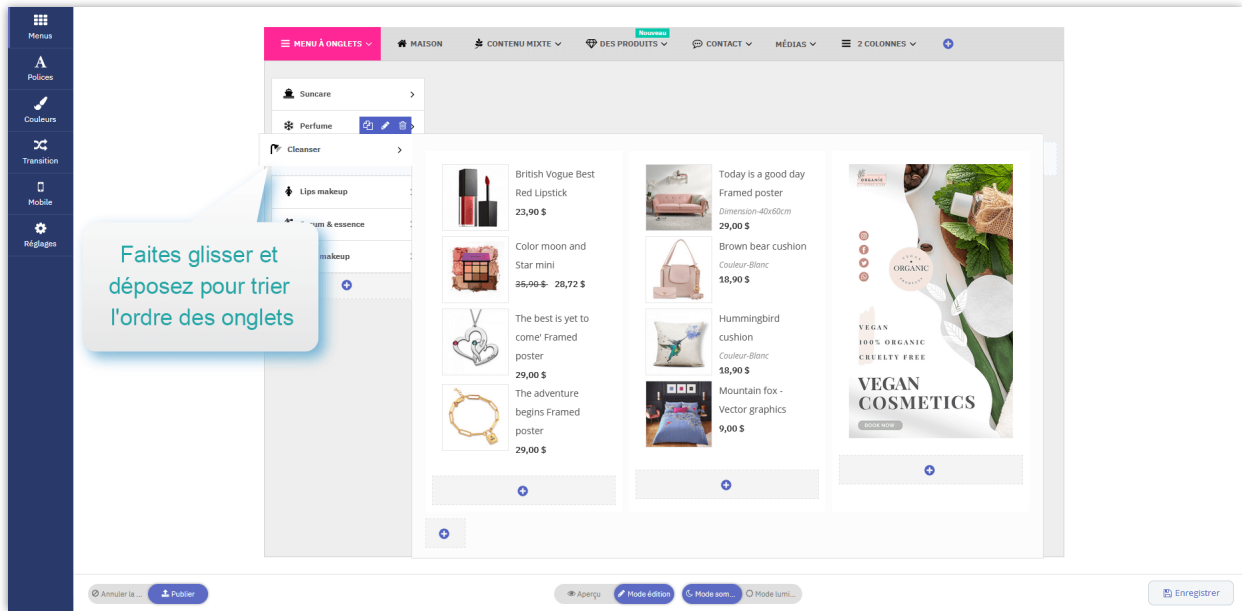 Menus
Polices
Couleurs
Transition
Mobile
Réglages
Nouveau
MENU À ONGLETS
MAISON
CONTENU MIXTE
DES PRODUITS
CONTACT
MÉDIAS
2 COLONNES
Suncare
Perfume
Cleanser
Lips makeup
& essence
makeup
Faites glisser et
déposez pour trier
l'ordre des onglets
British Vogue Best
Red Lipstick
23,90 $
Color moon and
Star mini
35,90 $ 28,72 $
The best is yet to
come' Framed
poster
29,00 $
The adventure
begins Framed
poster
29,00 $
Today is a good day
Framed poster
Dimension-40x60cm
29,00 $
Brown bear cushion
Couleur-Blanc
18,90 $
Hummingbird
cushion
Couleur-Blanc
18,90 $
Mountain fox -
Vector graphics
9,00 $
ORGANIC
VEGAN
ORGANIC
VEGAN
100% ORGANIC
CRUELTY FREE
VEGAN
COSMETICS
BOOK NOW
Annuler la ...
Publier
Aperçu
Mode édition
Mode som...
Mode lumi...
Enregistrer